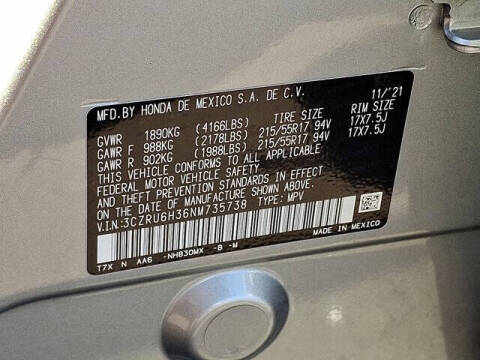 MFD.BY HONDA DE MEXICO S.A. DE C.V. 11/'21
GVWR 1890KG (4166LBS) TIRE SIZE RIM SIZE
GAWR F 988KG (2178LBS) 215/55R17 94V 17X7.5J
GAWR R 902KG (1988LBS) 215/55R17 94V 17X7.5J
THIS VEHICLE CONFORMS TO ALL APPLICABLE
FEDERAL MOTOR VEHICLE SAFETY AND
THEFT PREVENTION STANDARDS IN EFFECT ON THE
DATE OF MANUFACTURE SHOWN ABOVE.
V.I.N.:3CZRU6H36NM735738 TYPE: MPV
T7X N AA6 -NH830MX -B -M MADE IN MEXICO